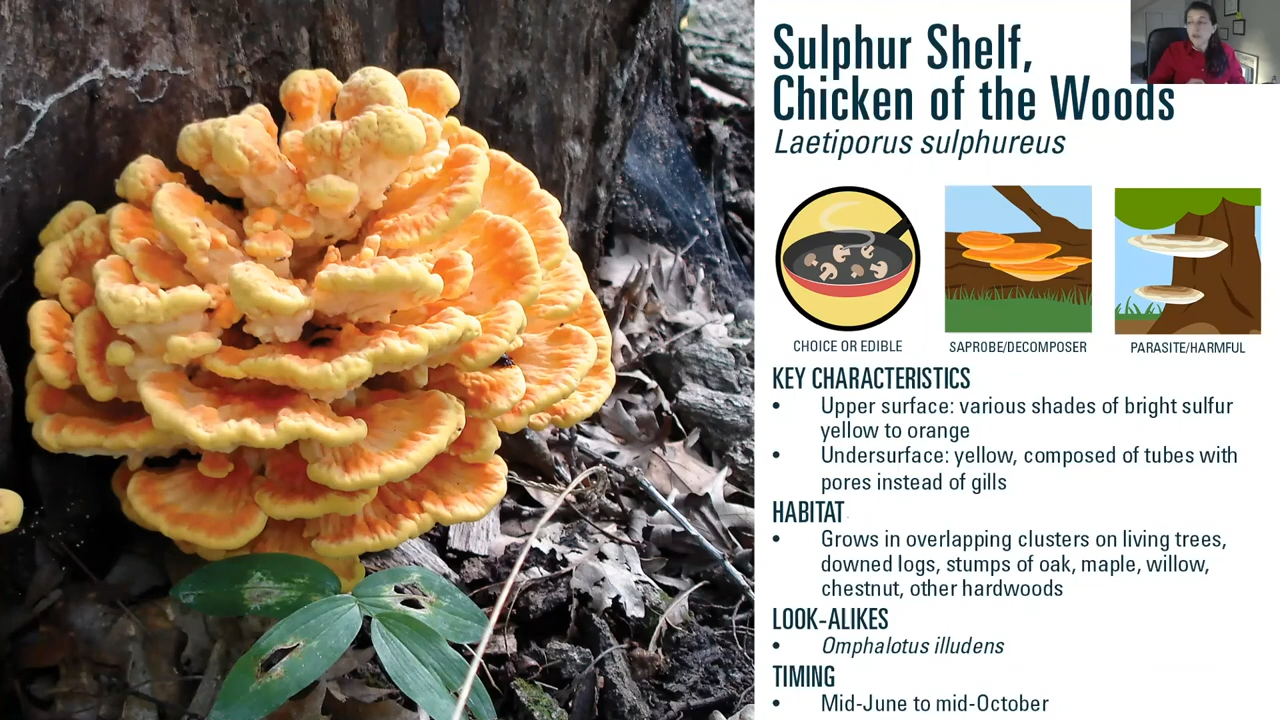 Sulphur Shelf,
Chicken of the Woods
Laetiporus sulphureus
CHOICE OR EDIBLE
SAPROBE/DECOMPOSER
PARASITE/HARMFUL
KEY CHARACTERISTICS
• Upper surface: various shades of bright sulfur
yellow to orange
• Undersurface: yellow, composed of tubes with
pores instead of gills
HABITAT
• Grows in overlapping clusters on living trees,
downed logs, stumps of oak, maple, willow,
chestnut, other hardwoods
LOOK-ALIKES
• Omphalotus illudens
TIMING
• Mid-June to mid-October